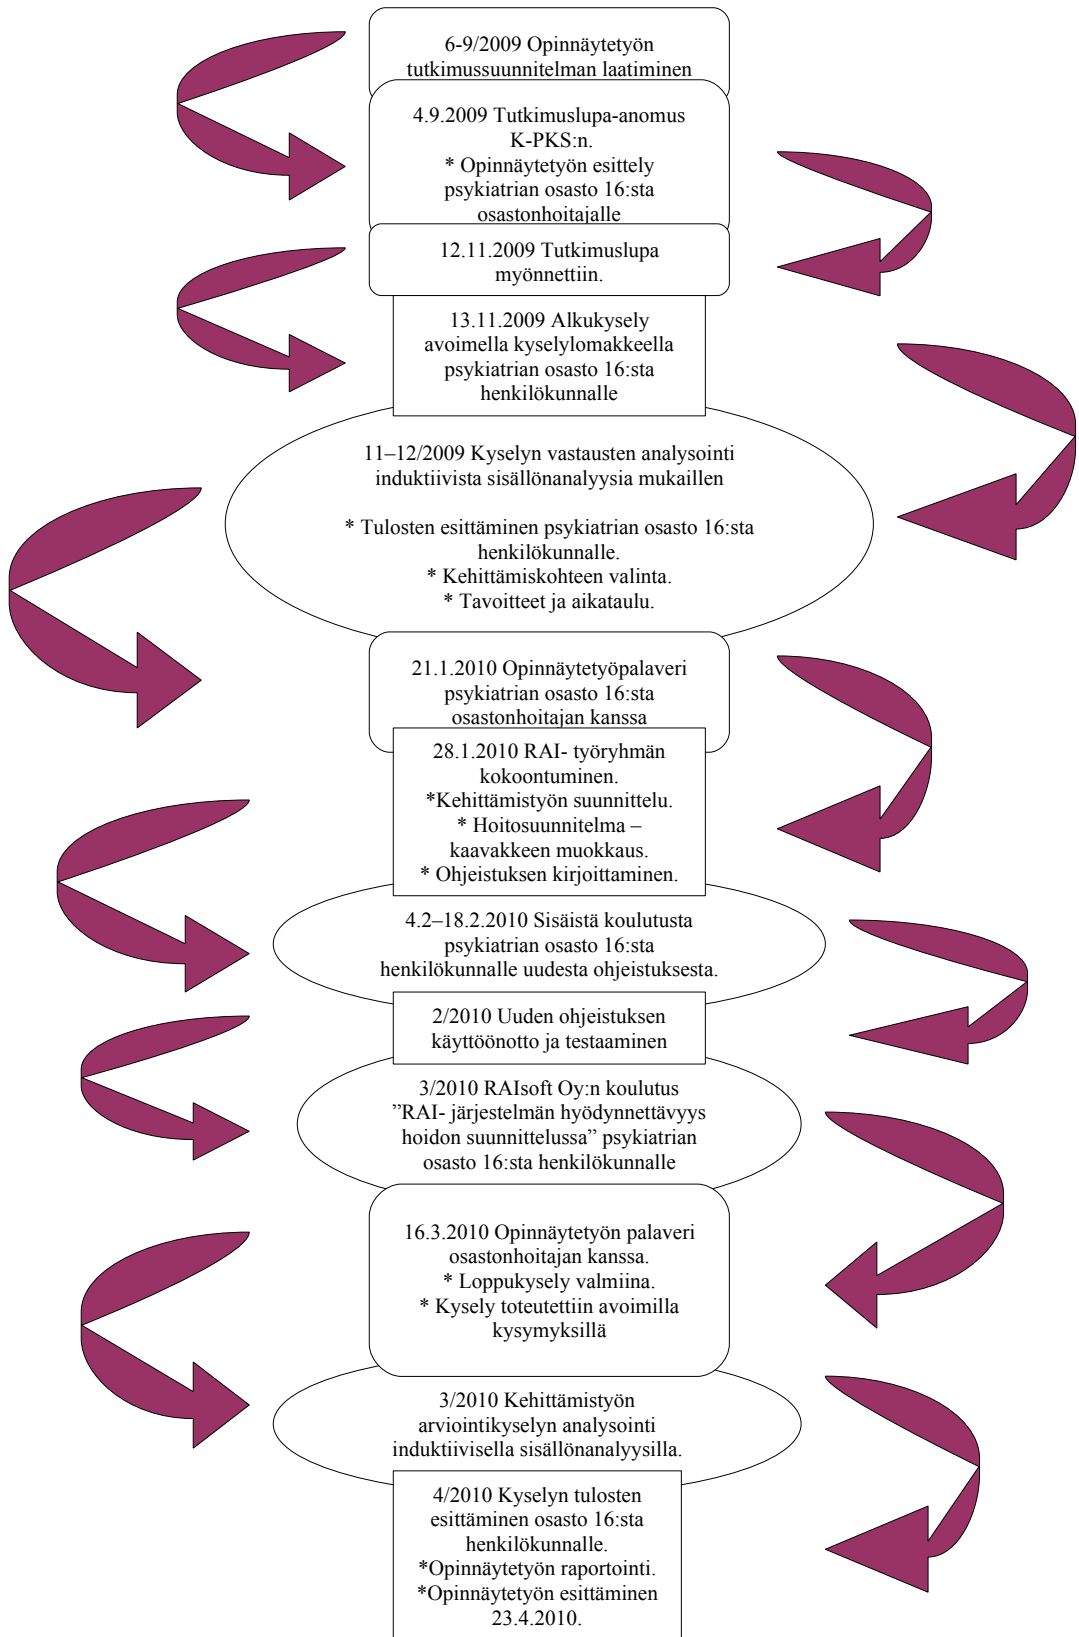 6-9/2009 Opinnäytetyön
tutkimussuunnitelman laatiminen
4.9.2009 Tutkimuslupa-anomus
K-PKS:n.
* Opinnäytetyön esittely
psykiatrian osasto 16:sta
osastonhoitajalle
12.11.2009 Tutkimuslupa
myönnettiin.
13.11.2009 Alkukysely
avoimella kyselylomakkeella
psykiatrian osasto 16:sta
henkilökunnalle
11–12/2009 Kyselyn vastausten analysointi
induktiivista sisällönanalyysia mukaillen
* Tulosten esittäminen psykiatrian osasto 16:sta
henkilökunnalle.
* Kehittämiskohteen valinta.
* Tavoitteet ja aikataulu.
21.1.2010 Opinnäytetyöpalaveri
psykiatrian osasto 16:sta
osastonhoitajan kanssa
28.1.2010 RAI- työryhmän
kokoontuminen.
*Kehittämistyön suunnittelu.
* Hoitosuunnitelma –
kaavakkeen muokkaus.
* Ohjeistuksen kirjoittaminen.
4.2–18.2.2010 Sisäistä koulutusta
psykiatrian osasto 16:sta
henkilökunnalle uudesta ohjeistuksesta.
2/2010 Uuden ohjeistuksen
käyttöönotto ja testaaminen
3/2010 RAIsoft Oy:n koulutus
”RAI- järjestelmän hyödynnettävyys
hoidon suunnittelussa” psykiatrian
osasto 16:sta henkilökunnalle
16.3.2010 Opinnäytetyön palaveri
osastonhoitajan kanssa.
* Loppukysely valmiina.
* Kysely toteutettiin avoimilla
kysymyksillä
3/2010 Kehittämistyön
arviointikyselyn analysointi
induktiivisella sisällönanalyysilla.
4/2010 Kyselyn tulosten
esittäminen osasto 16:sta
henkilökunnalle.
*Opinnäytetyön raportointi.
*Opinnäytetyön esittäminen
23.4.2010.